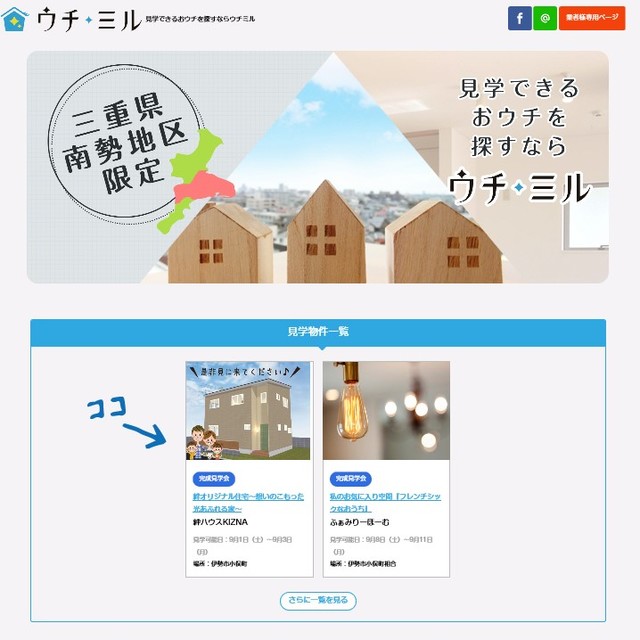 ウチ・ミル 見学できるおウチを探すならウチミル
業者様専用ページ
三重県
南勢地区
限定
見学できる
おウチを
探すなら
ウチ・ミル
見学物件一覧
ココ
是非見に来てください♪
完成見学会
絆オリジナル住宅〜想いのこもった
光あふれる家〜
絆ハウスKIZNA
見学可能日：9月1日（土）〜9月3日
（月）
場所：伊勢市小俣町
完成見学会
私のお気に入り空間『フレンチシッ
クなおうち』
ふぁみりーほーむ
見学可能日：9月8日（土）〜9月11日
（月）
場所：伊勢市小俣町相合
さらに一覧を見る